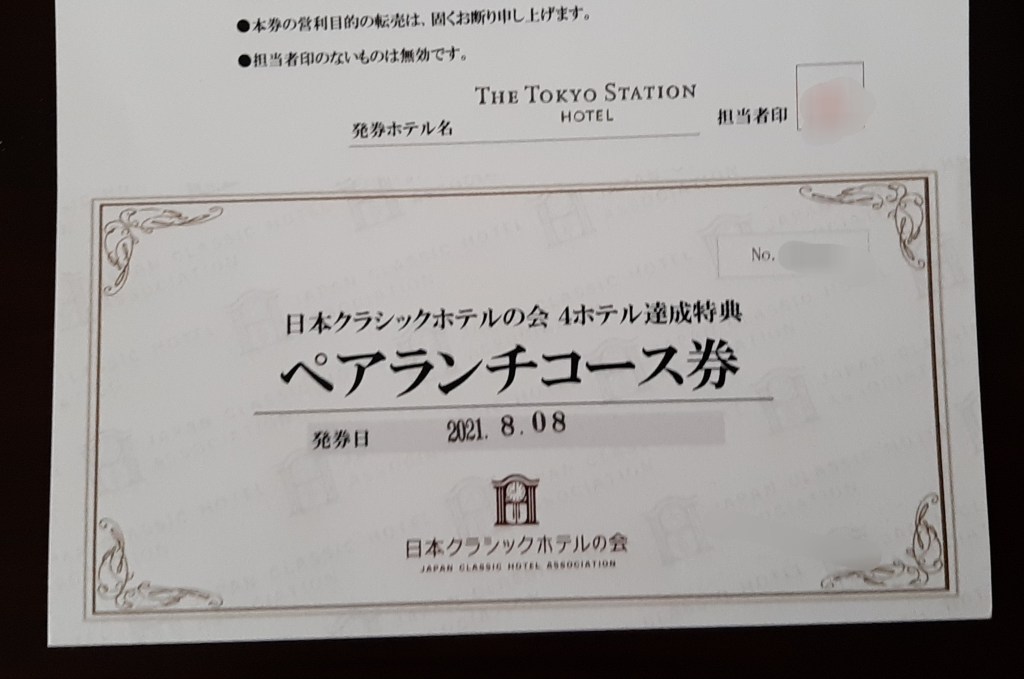 ●本券の営利目的の転売は、固くお断り申し上げます。
●担当者印のないものは無効です。
THE TOKYO STATION
HOTEL
発券ホテル名
担当者印
No.
日本クラシックホテルの会 4ホテル達成特典
ペアランチコース券
発券日 2021. 8. 08
日本クラシックホテルの会
JAPAN CLASSIC HOTEL ASSOCIATION